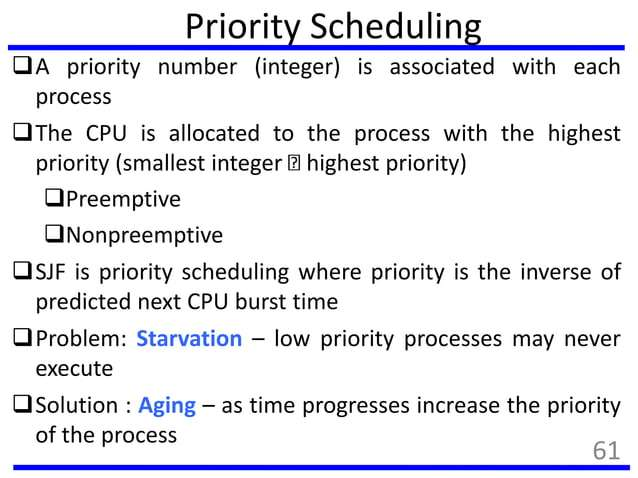 Priority Scheduling
❑A priority number (integer) is associated with each
process
❑The CPU is allocated to the process with the highest
priority (smallest integer � highest priority)
❑Preemptive
❑Nonpreemptive
❑SJF is priority scheduling where priority is the inverse of
predicted next CPU burst time
❑Problem: Starvation – low priority processes may never
execute
❑Solution : Aging – as time progresses increase the priority
of the process
61